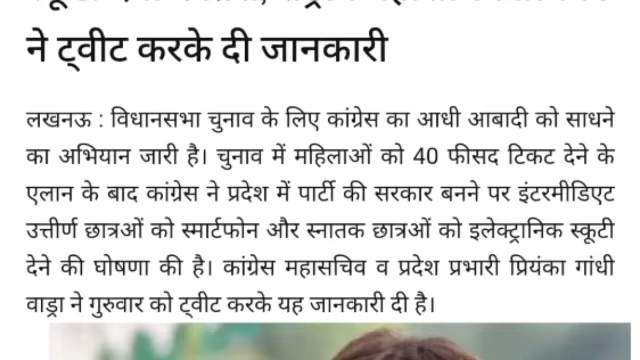 ने ट्वीट करके दी जानकारी
लखनऊ : विधानसभा चुनाव के लिए कांग्रेस का आधी आबादी को साधने
का अभियान जारी है। चुनाव में महिलाओं को 40 फीसद टिकट देने के
एलान के बाद कांग्रेस ने प्रदेश में पार्टी की सरकार बनने पर इंटरमीडिएट
उत्तीर्ण छात्रओं को स्मार्टफोन और स्नातक छात्रओं को इलेक्ट्रानिक स्कूटी
देने की घोषणा की है। कांग्रेस महासचिव व प्रदेश प्रभारी प्रियंका गांधी
वाड्रा ने गुरुवार को ट्वीट करके यह जानकारी दी है।